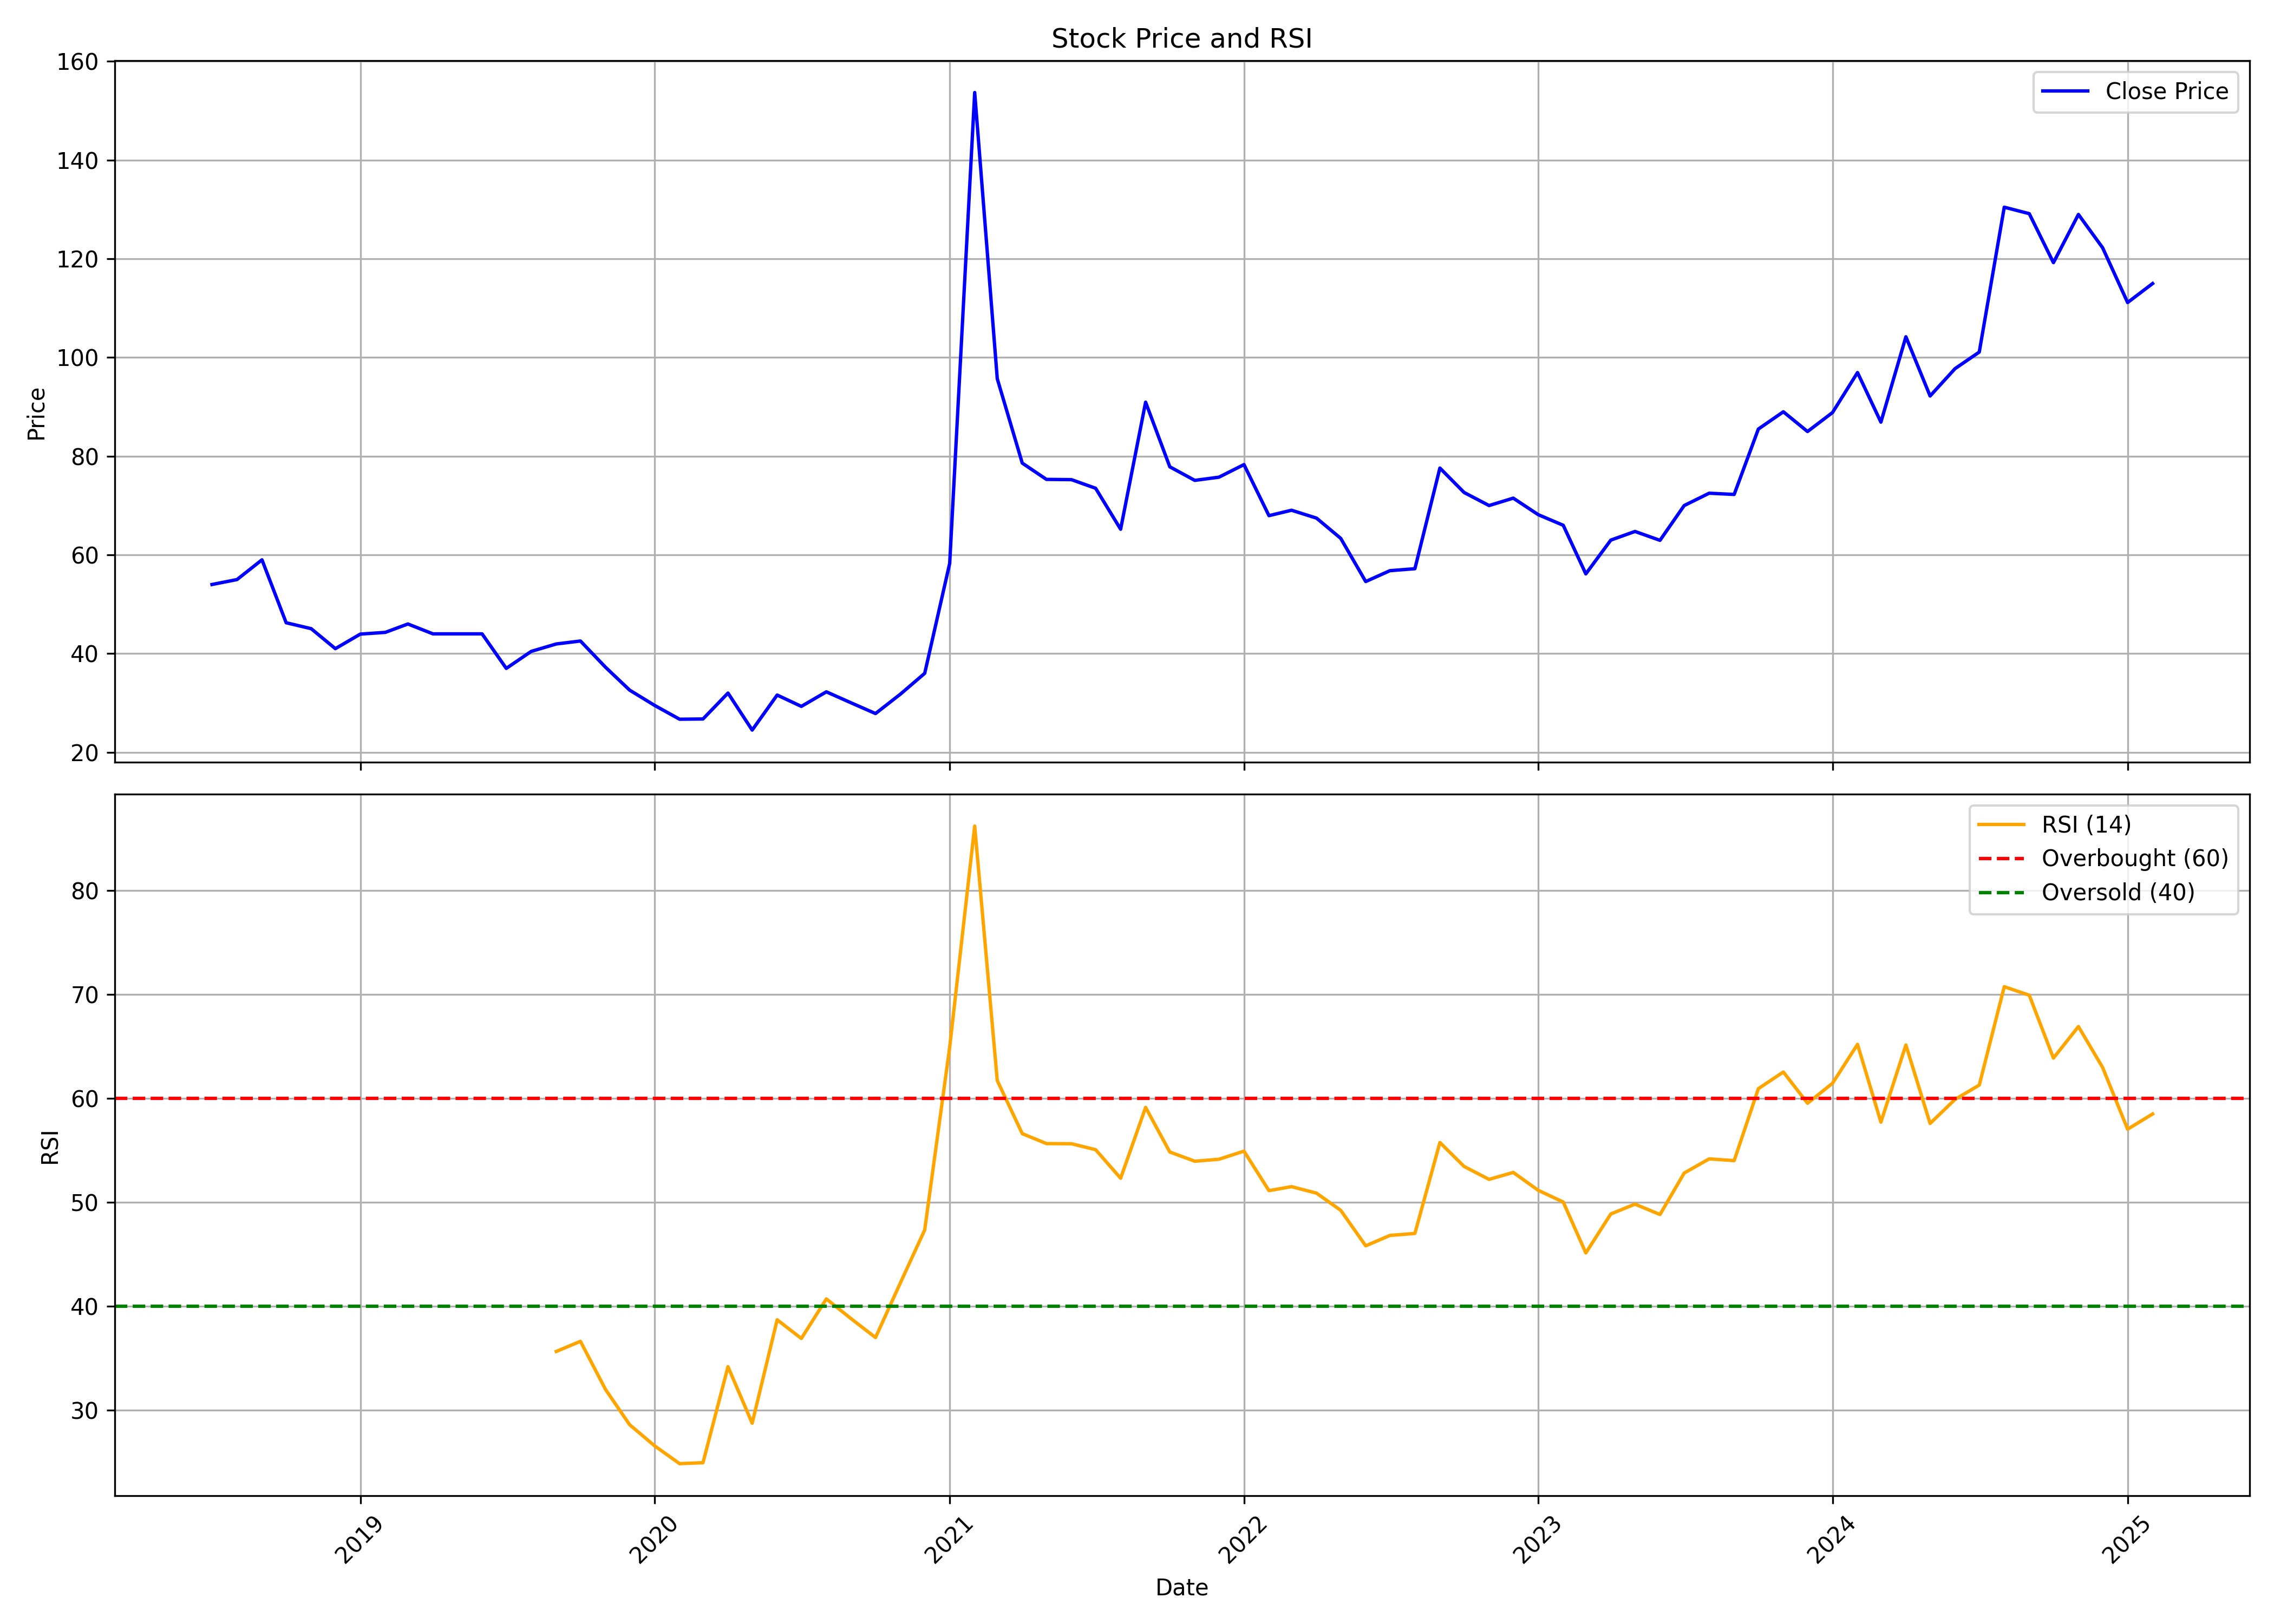 Stock Price and RSI
160
140
120
100
80
60
40
20
Price
Close Price
80
70
60
50
40
30
RSI
RSI (14)
Overbought (60)
Oversold (40)
2019
2020
2021
2022
2023
2024
2025
Date